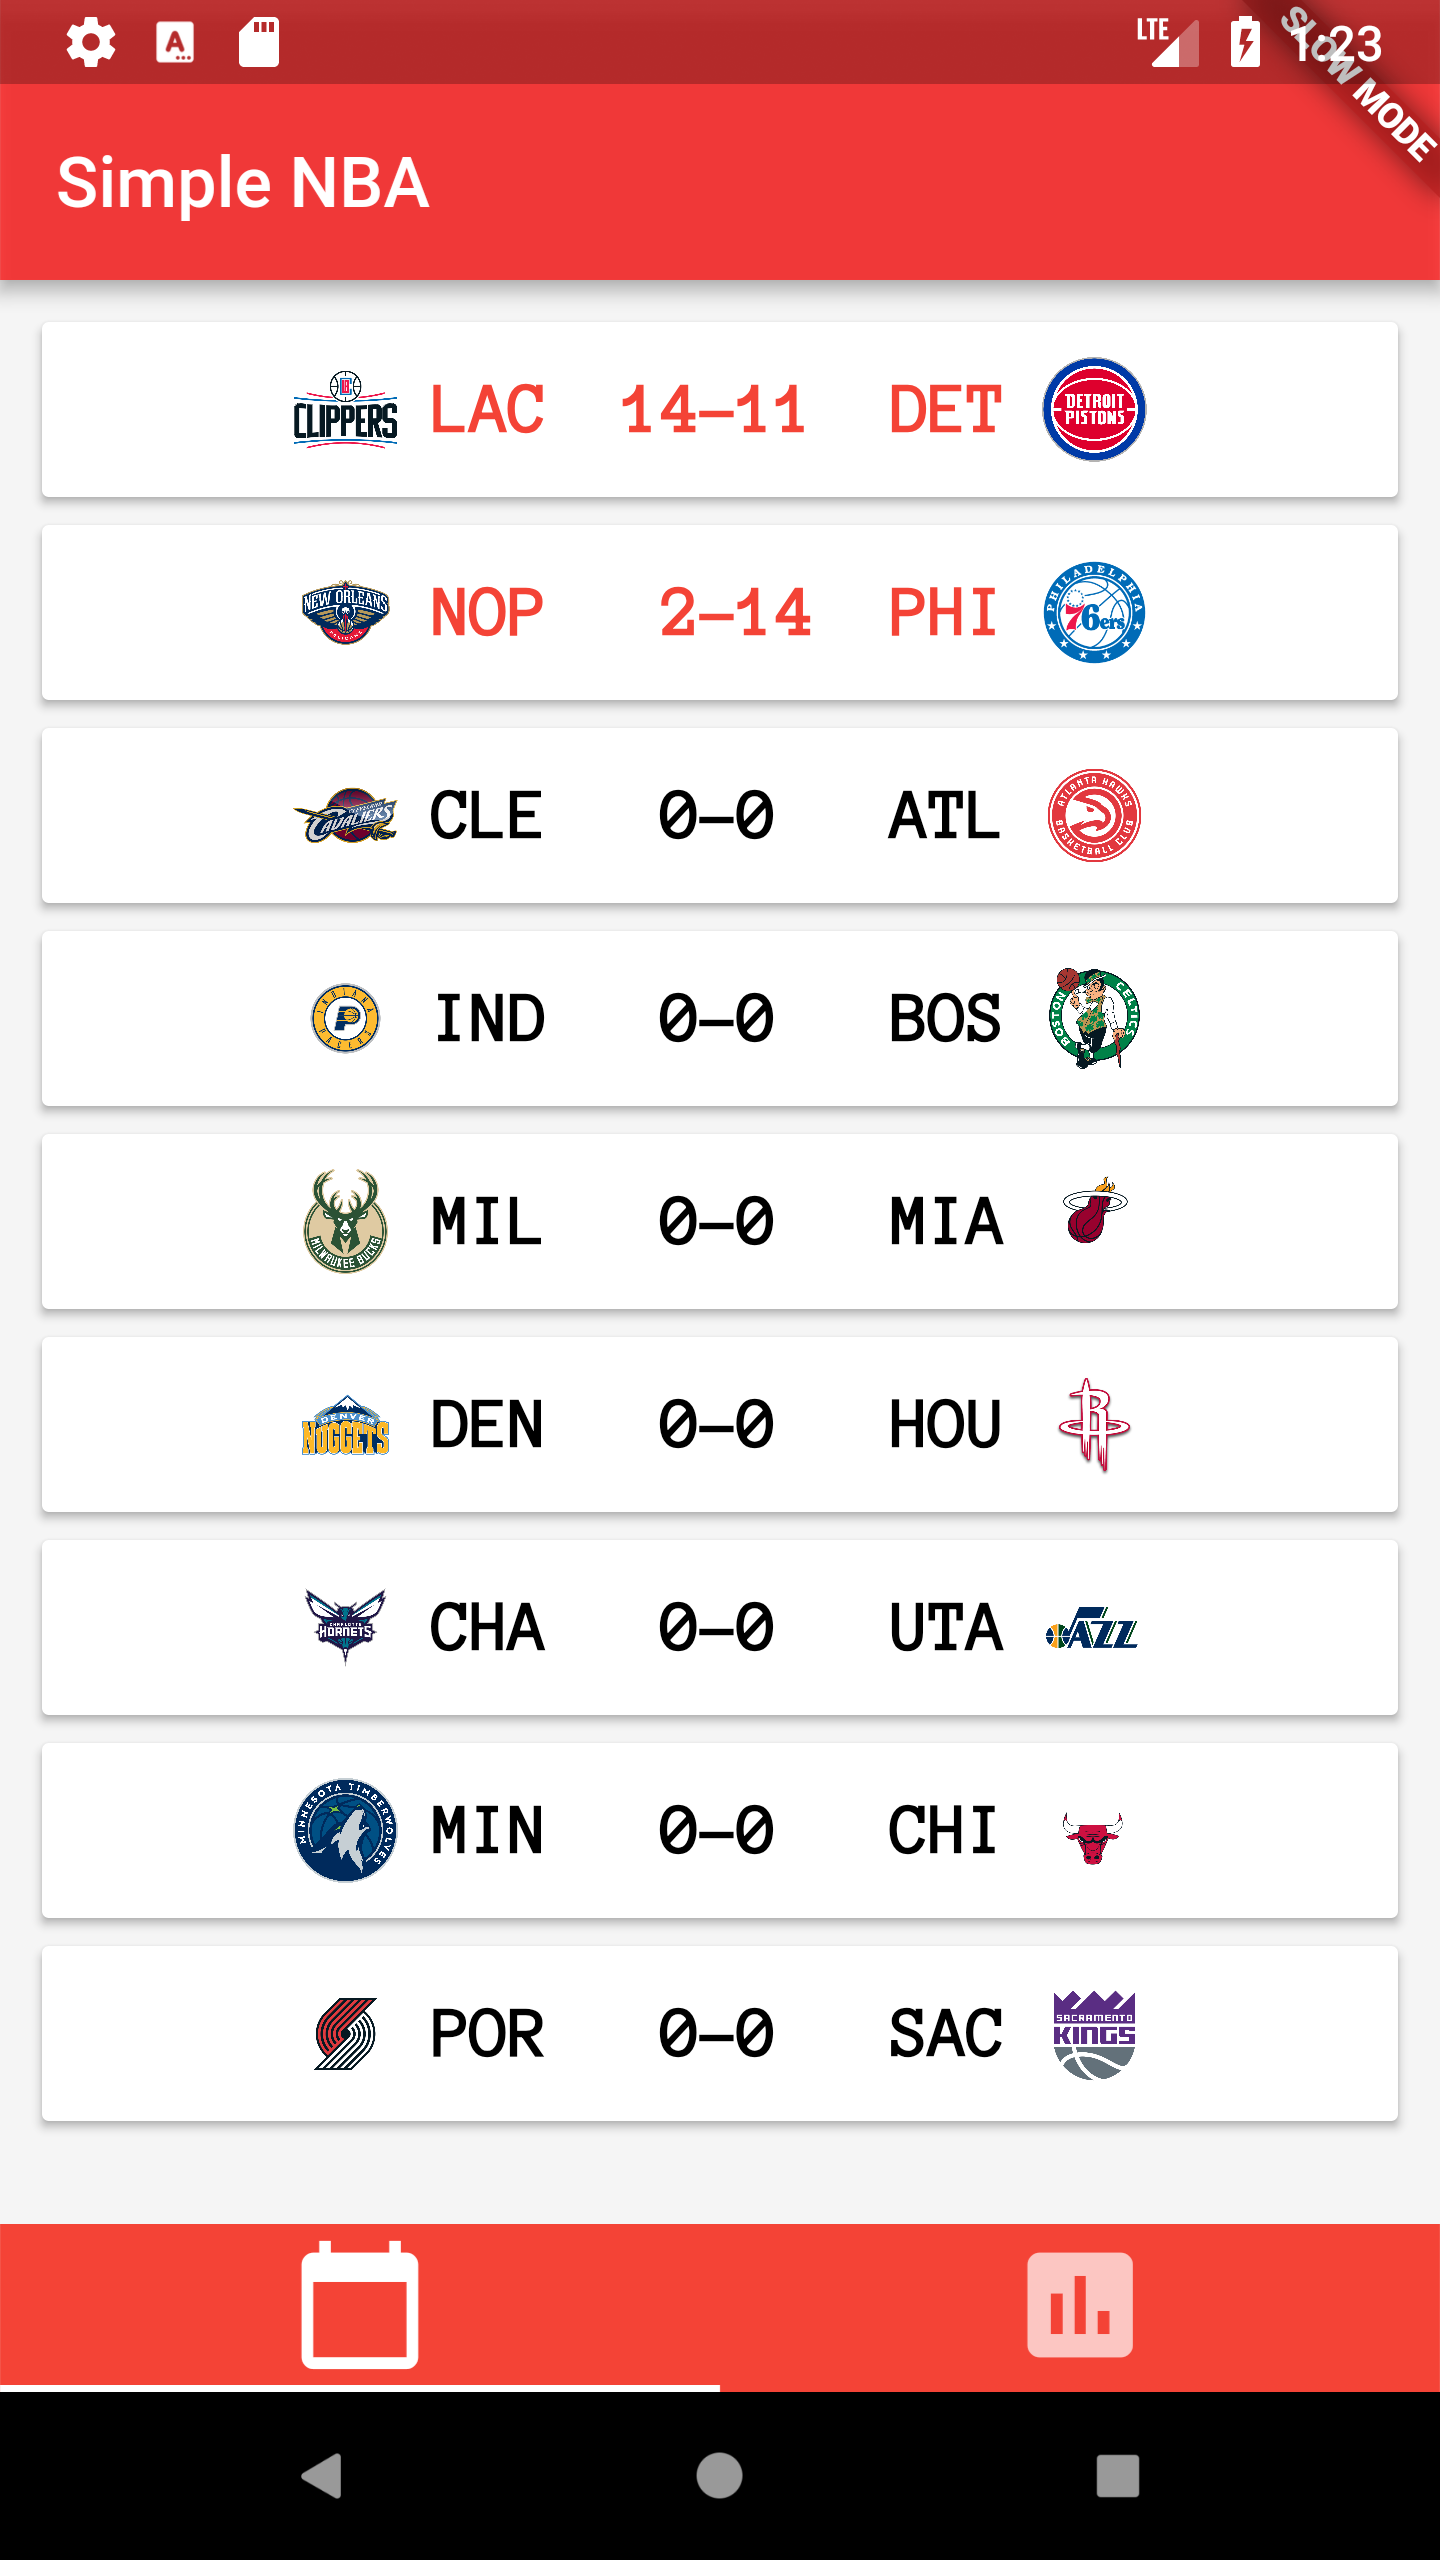 LTE 1:23
SLOW MODE
Simple NBA
CLIPPERS LAC 14-11 DET DETROIT PISTONS
NEW ORLEANS PELICANS NOP 2-14 PHI PHILADELPHIA 76ers
CLEVELAND CAVALIERS CLE 0-0 ATL ATLANTA HAWKS BASKETBALL CLUB
INDIANA PACERS IND 0-0 BOS BOSTON CELTICS
MILWAUKEE BUCKS MIL 0-0 MIA
DENVER NUGGETS DEN 0-0 HOU R
CHARLOTTE HORNETS CHA 0-0 UTA JAZZ
MINNESOTA TIMBERWOLVES MIN 0-0 CHI
POR 0-0 SAC SACRAMENTO KINGS